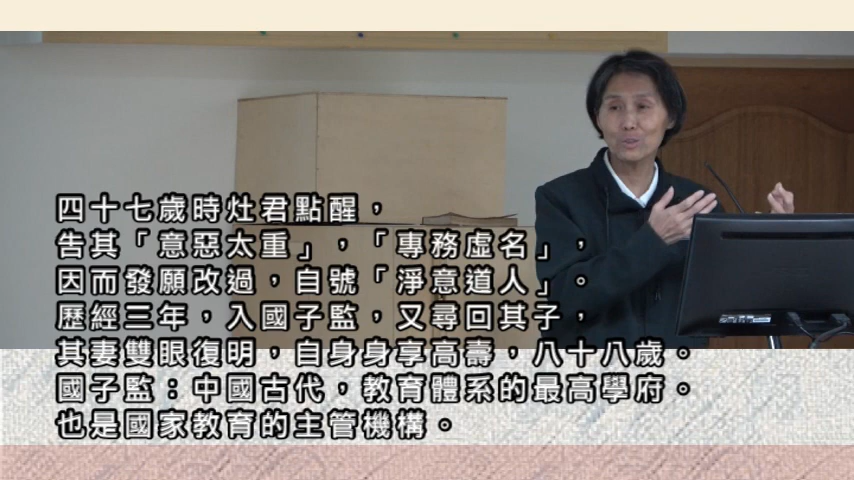 四十七歲時灶君點醒，
告其「意惡太重」，「專務虛名」，
因而發願改過，自號「淨意道人」。
歷經三年，入國子監，又尋回其子，
其妻雙眼復明，自身身享高壽，八十八歲。
國子監：中國古代，教育體系的最高學府。
也是國家教育的主管機構。